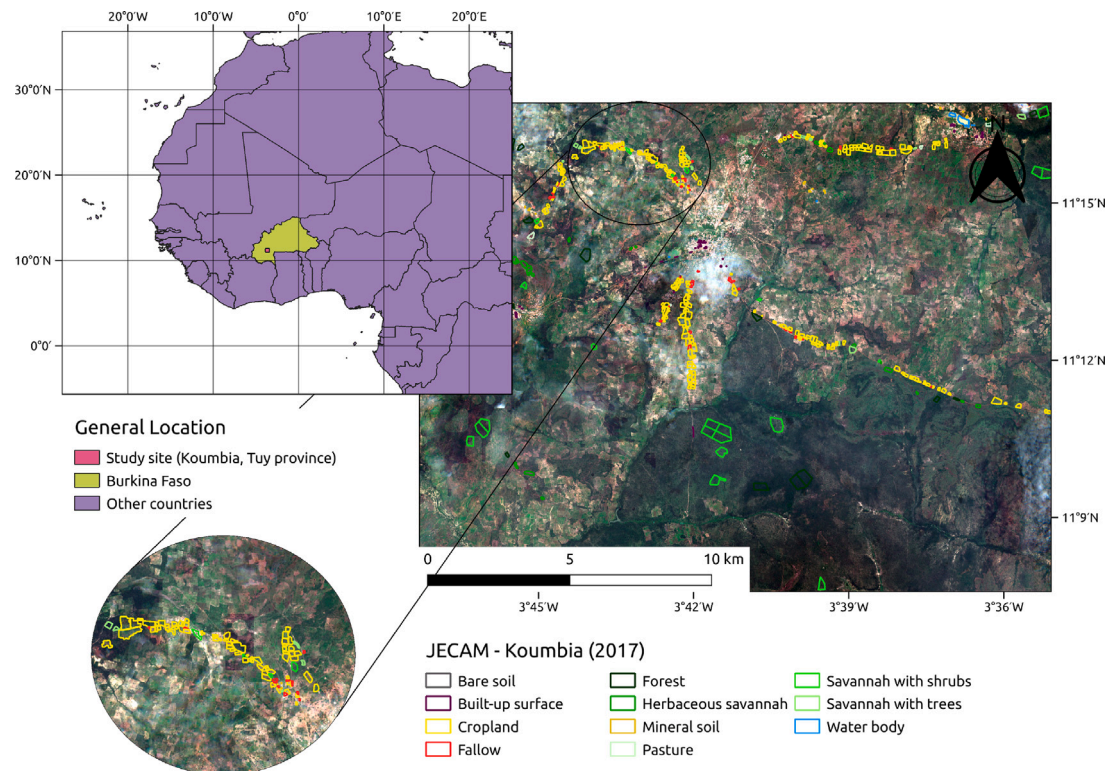 20°0′W 10°0′W 0°0′ 10°0′E 20°0′E
30°0′N
20°0′N
10°0′N
0°0′
N
11°15′N
11°12′N
11°9′N
0 5 10 km
3°45′W 3°42′W 3°39′W 3°36′W
General Location
Study site (Koumbia, Tuy province)
Burkina Faso
Other countries
JECAM - Koumbia (2017)
Bare soil
Built-up surface
Cropland
Fallow
Forest
Herbaceous savannah
Mineral soil
Pasture
Savannah with shrubs
Savannah with trees
Water body